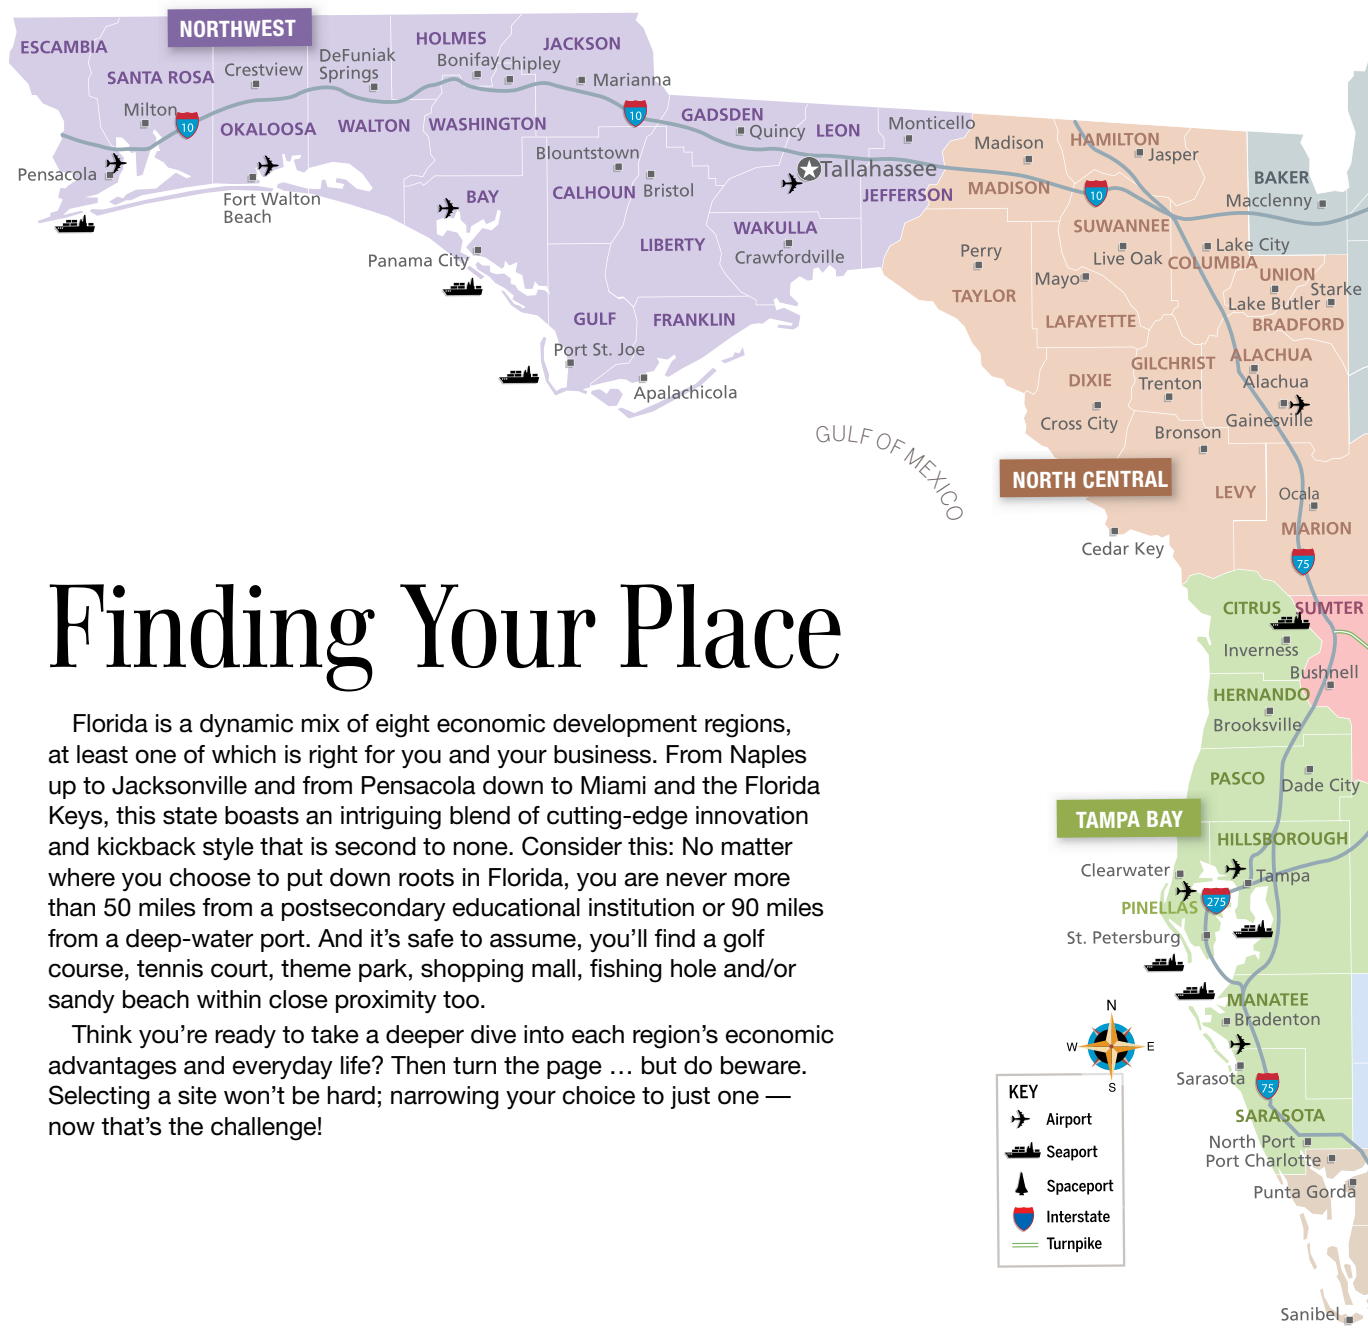 NORTHWEST
ESCAMBIA
SANTA ROSA
Milton
10
Pensacola
Crestview
OKALOOSA
Fort Walton
Beach
DeFuniak
Springs
WALTON
HOLMES
Bonifay
Chipley
WASHINGTON
JACKSON
Marianna
10
BAY
Panama City
Blountstown
CALHOUN
Bristol
LIBERTY
GULF
Port St. Joe
FRANKLIN
Apalachicola
GADSDEN
Quincy
LEON
Tallahassee
WAKULLA
Crawfordville
Monticello
JEFFERSON
Madison
MADISON
HAMILTON
Jasper
10
SUWANNEE
Live Oak
Perry
TAYLOR
Mayo
LAFAYETTE
Lake City
COLUMBIA
BAKER
Macclenny
UNION
Lake Butler
Starke
BRADFORD
DIXIE
Cross City
GILCHRIST
Trenton
ALACHUA
Alachua
Gainesville
Bronson
NORTH CENTRAL
LEVY
Cedar Key
Ocala
MARION
75
GULF OF MEXICO
CITRUS
Inverness
SUMTER
Bushnell
HERNANDO
Brooksville
PASCO
Dade City
TAMPA BAY
HILLSBOROUGH
Clearwater
Tampa
PINELLAS
275
St. Petersburg
MANATEE
Bradenton
Sarasota
75
SARASOTA
North Port
Port Charlotte
Punta Gorda
Sanibel
Finding Your Place
Florida is a dynamic mix of eight economic development regions,
at least one of which is right for you and your business. From Naples
up to Jacksonville and from Pensacola down to Miami and the Florida
Keys, this state boasts an intriguing blend of cutting-edge innovation
and kickback style that is second to none. Consider this: No matter
where you choose to put down roots in Florida, you are never more
than 50 miles from a postsecondary educational institution or 90 miles
from a deep-water port. And it’s safe to assume, you’ll find a golf
course, tennis court, theme park, shopping mall, fishing hole and/or
sandy beach within close proximity too.
Think you’re ready to take a deeper dive into each region’s economic
advantages and everyday life? Then turn the page … but do beware.
Selecting a site won’t be hard; narrowing your choice to just one —
now that’s the challenge!
N
W
E
S
KEY
Airport
Seaport
Spaceport
Interstate
Turnpike